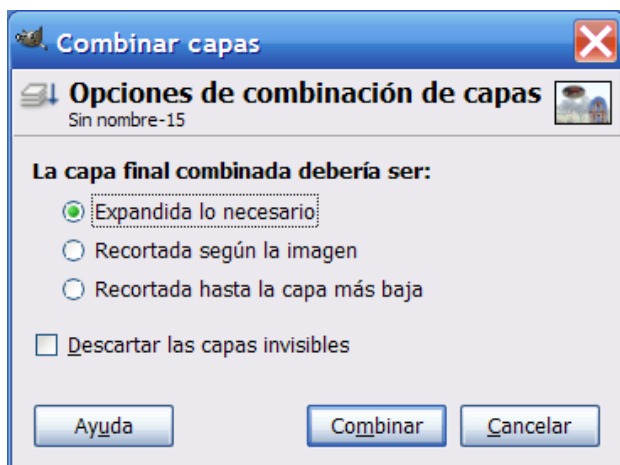 Combinar capas
Opciones de combinación de capas
Sin nombre-15
La capa final combinada debería ser:
Expandida lo necesario
Recortada según la imagen
Recortada hasta la capa más baja
Descartar las capas invisibles
Ayuda Combinar Cancelar